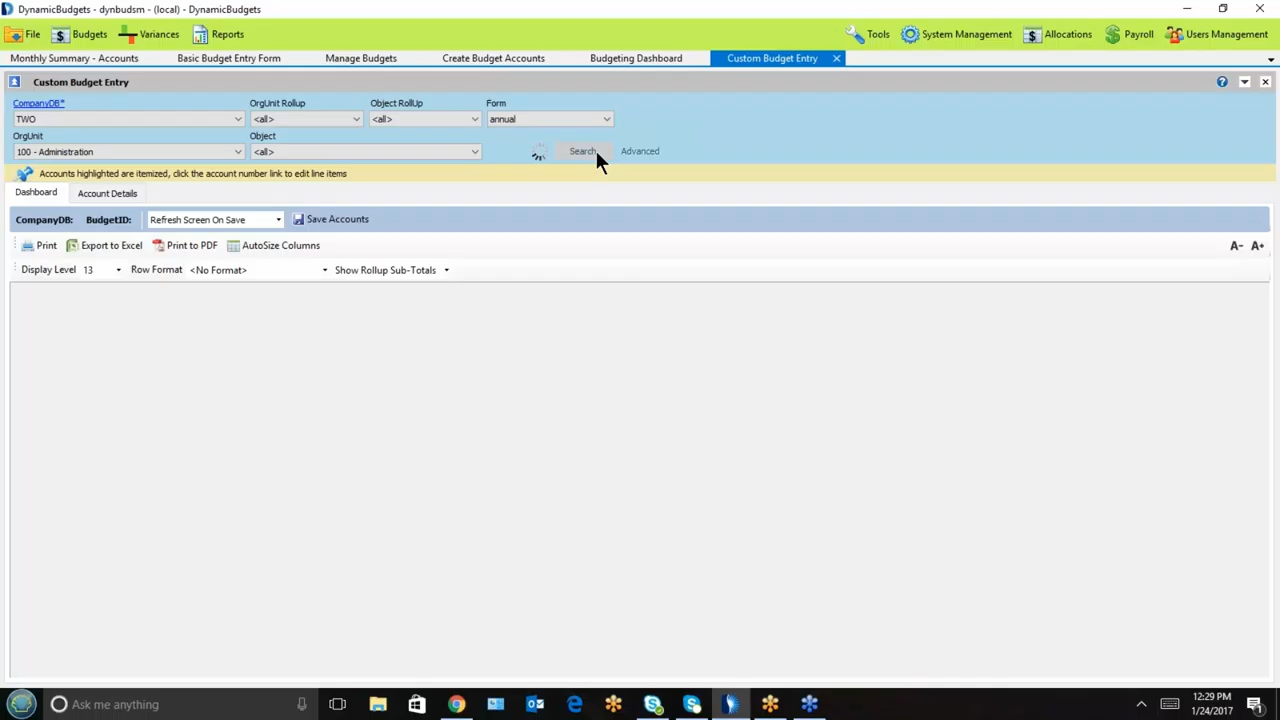 DynamicBudgets - dynbudsm - (local) - DynamicBudgets
File Budgets Variances Reports Tools System Management Allocations Payroll Users Management
Monthly Summary - Accounts Basic Budget Entry Form Manage Budgets Create Budget Accounts Budgeting Dashboard Custom Budget Entry
Custom Budget Entry
CompanyDB* OrgUnit Rollup Object RollUp Form
TWO <all> <all> annual
OrgUnit Object
100 - Administration <all> Search Advanced
Accounts highlighted are itemized, click the account number link to edit line items
Dashboard Account Details
CompanyDB: BudgetID: Refresh Screen On Save Save Accounts
Print Export to Excel Print to PDF AutoSize Columns A- A+
Display Level 13 Row Format <No Format> Show Rollup Sub-Totals
Ask me anything
12:29 PM
1/24/2017